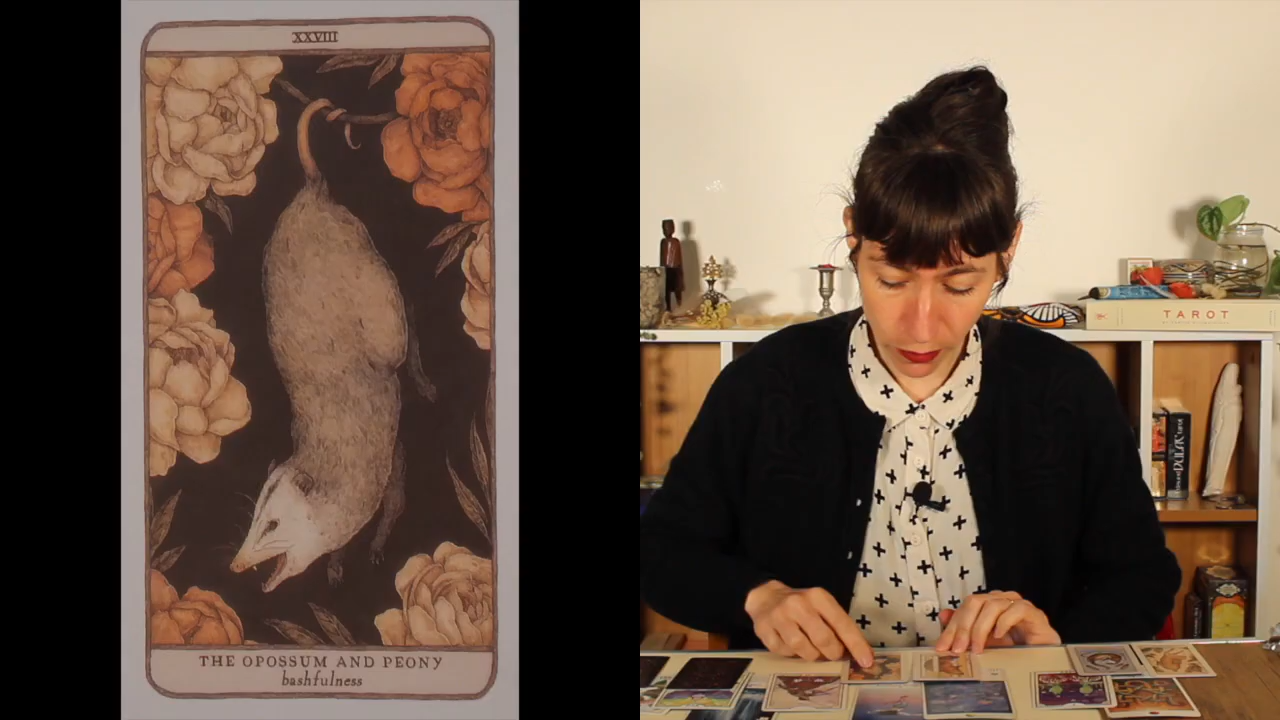 XXVIII
THE OPOSSUM AND PEONY
bashfulness
TAROT